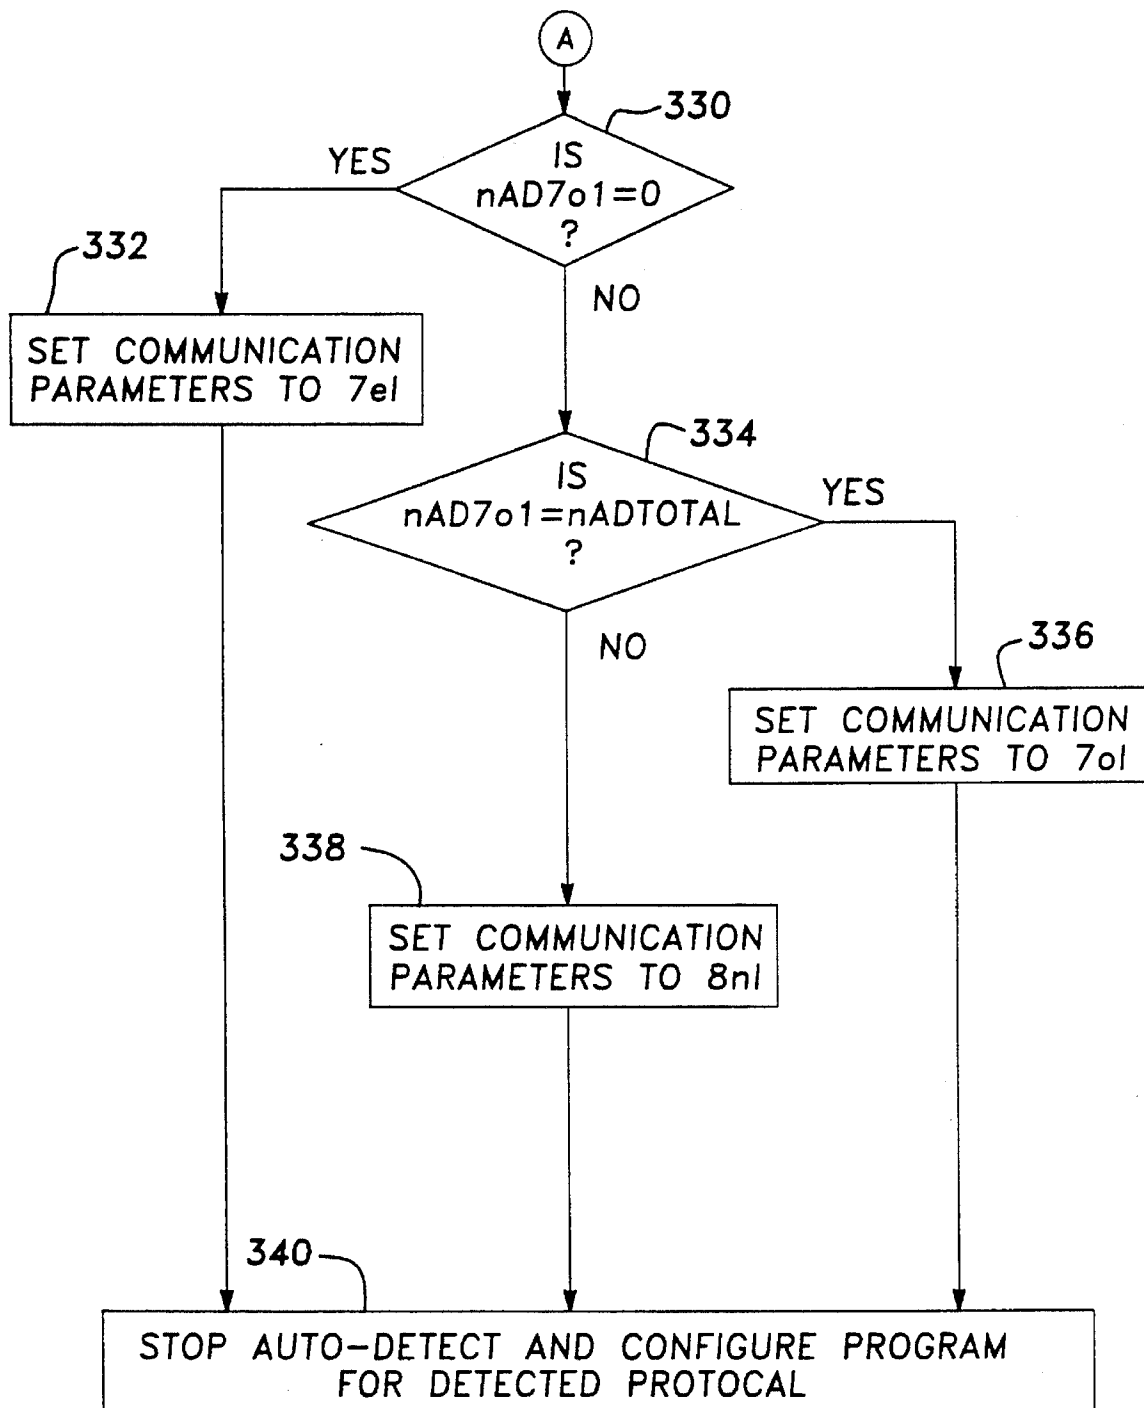 A
330
IS
nAD7o1=0
?
YES
NO
332
SET COMMUNICATION
PARAMETERS TO 7el
334
IS
nAD7o1=nADTOTAL
?
YES
NO
336
SET COMMUNICATION
PARAMETERS TO 7ol
338
SET COMMUNICATION
PARAMETERS TO 8nl
340
STOP AUTO-DETECT AND CONFIGURE PROGRAM
FOR DETECTED PROTOCAL